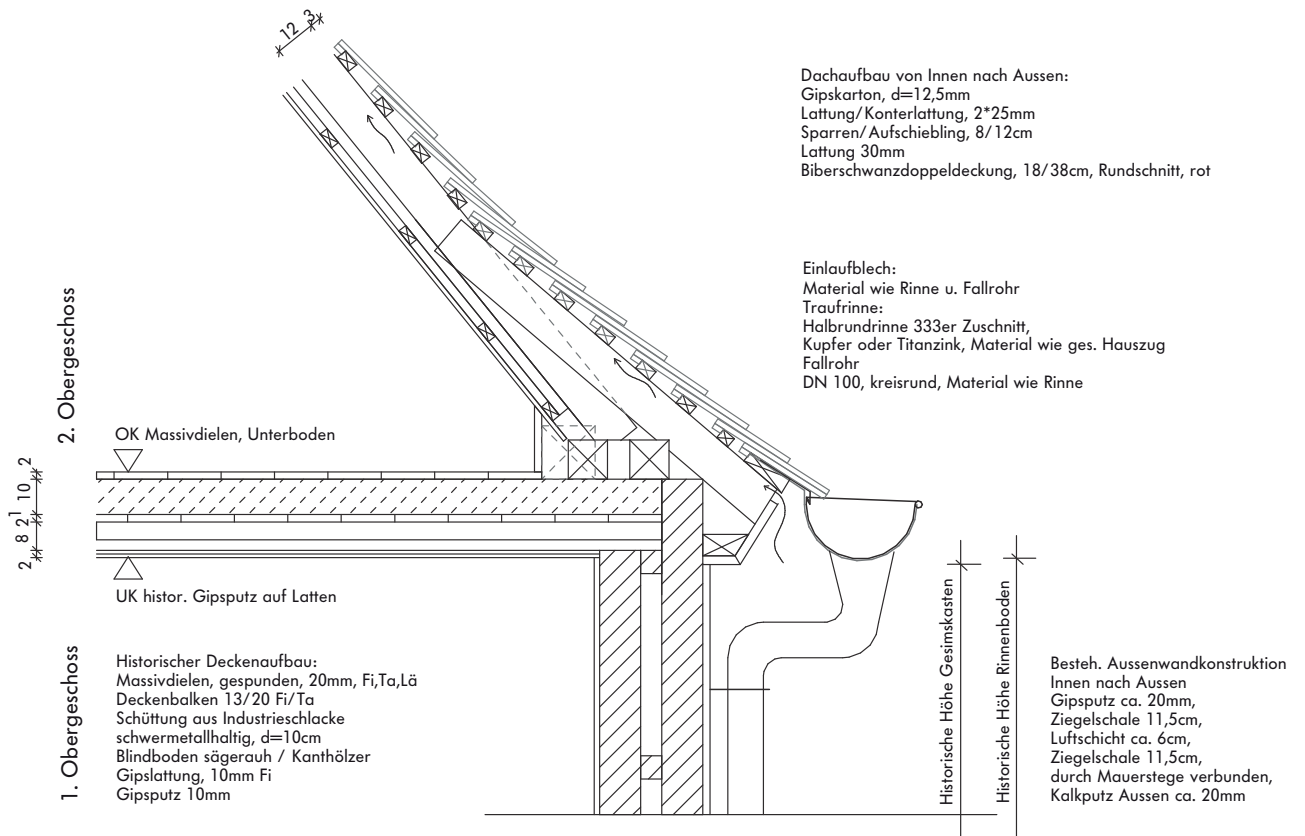 12 3
Dachaufbau von Innen nach Aussen:
Gipskarton, d=12,5mm
Lattung/Konterlattung, 2*25mm
Sparren/Aufschiebling, 8/12cm
Lattung 30mm
Biberschwanzdoppeldeckung, 18/38cm, Rundschnitt, rot
Einlaufblech:
Material wie Rinne u. Fallrohr
Traufrinne:
Halbrundrinne 333er Zuschnitt,
Kupfer oder Titanzink, Material wie ges. Hauszug
Fallrohr
DN 100, kreisrund, Material wie Rinne
2. Obergeschoss
OK Massivdielen, Unterboden
2 8 2 1 10 2
UK histor. Gipsputz auf Latten
1. Obergeschoss
Historischer Deckenaufbau:
Massivdielen, gespunden, 20mm, Fi,Ta,Lä
Deckenbalken 13/20 Fi/Ta
Schüttung aus Industrieschlacke
schwermetallhaltig, d=10cm
Blindboden sägerauh / Kanthölzer
Gipslattung, 10mm Fi
Gipsputz 10mm
Historische Höhe Gesimskasten
Historische Höhe Rinnenboden
Besteh. Aussenwandkonstruktion
Innen nach Aussen
Gipsputz ca. 20mm,
Ziegelschale 11,5cm,
Luftschicht ca. 6cm,
Ziegelschale 11,5cm,
durch Mauerstege verbunden,
Kalkputz Aussen ca. 20mm